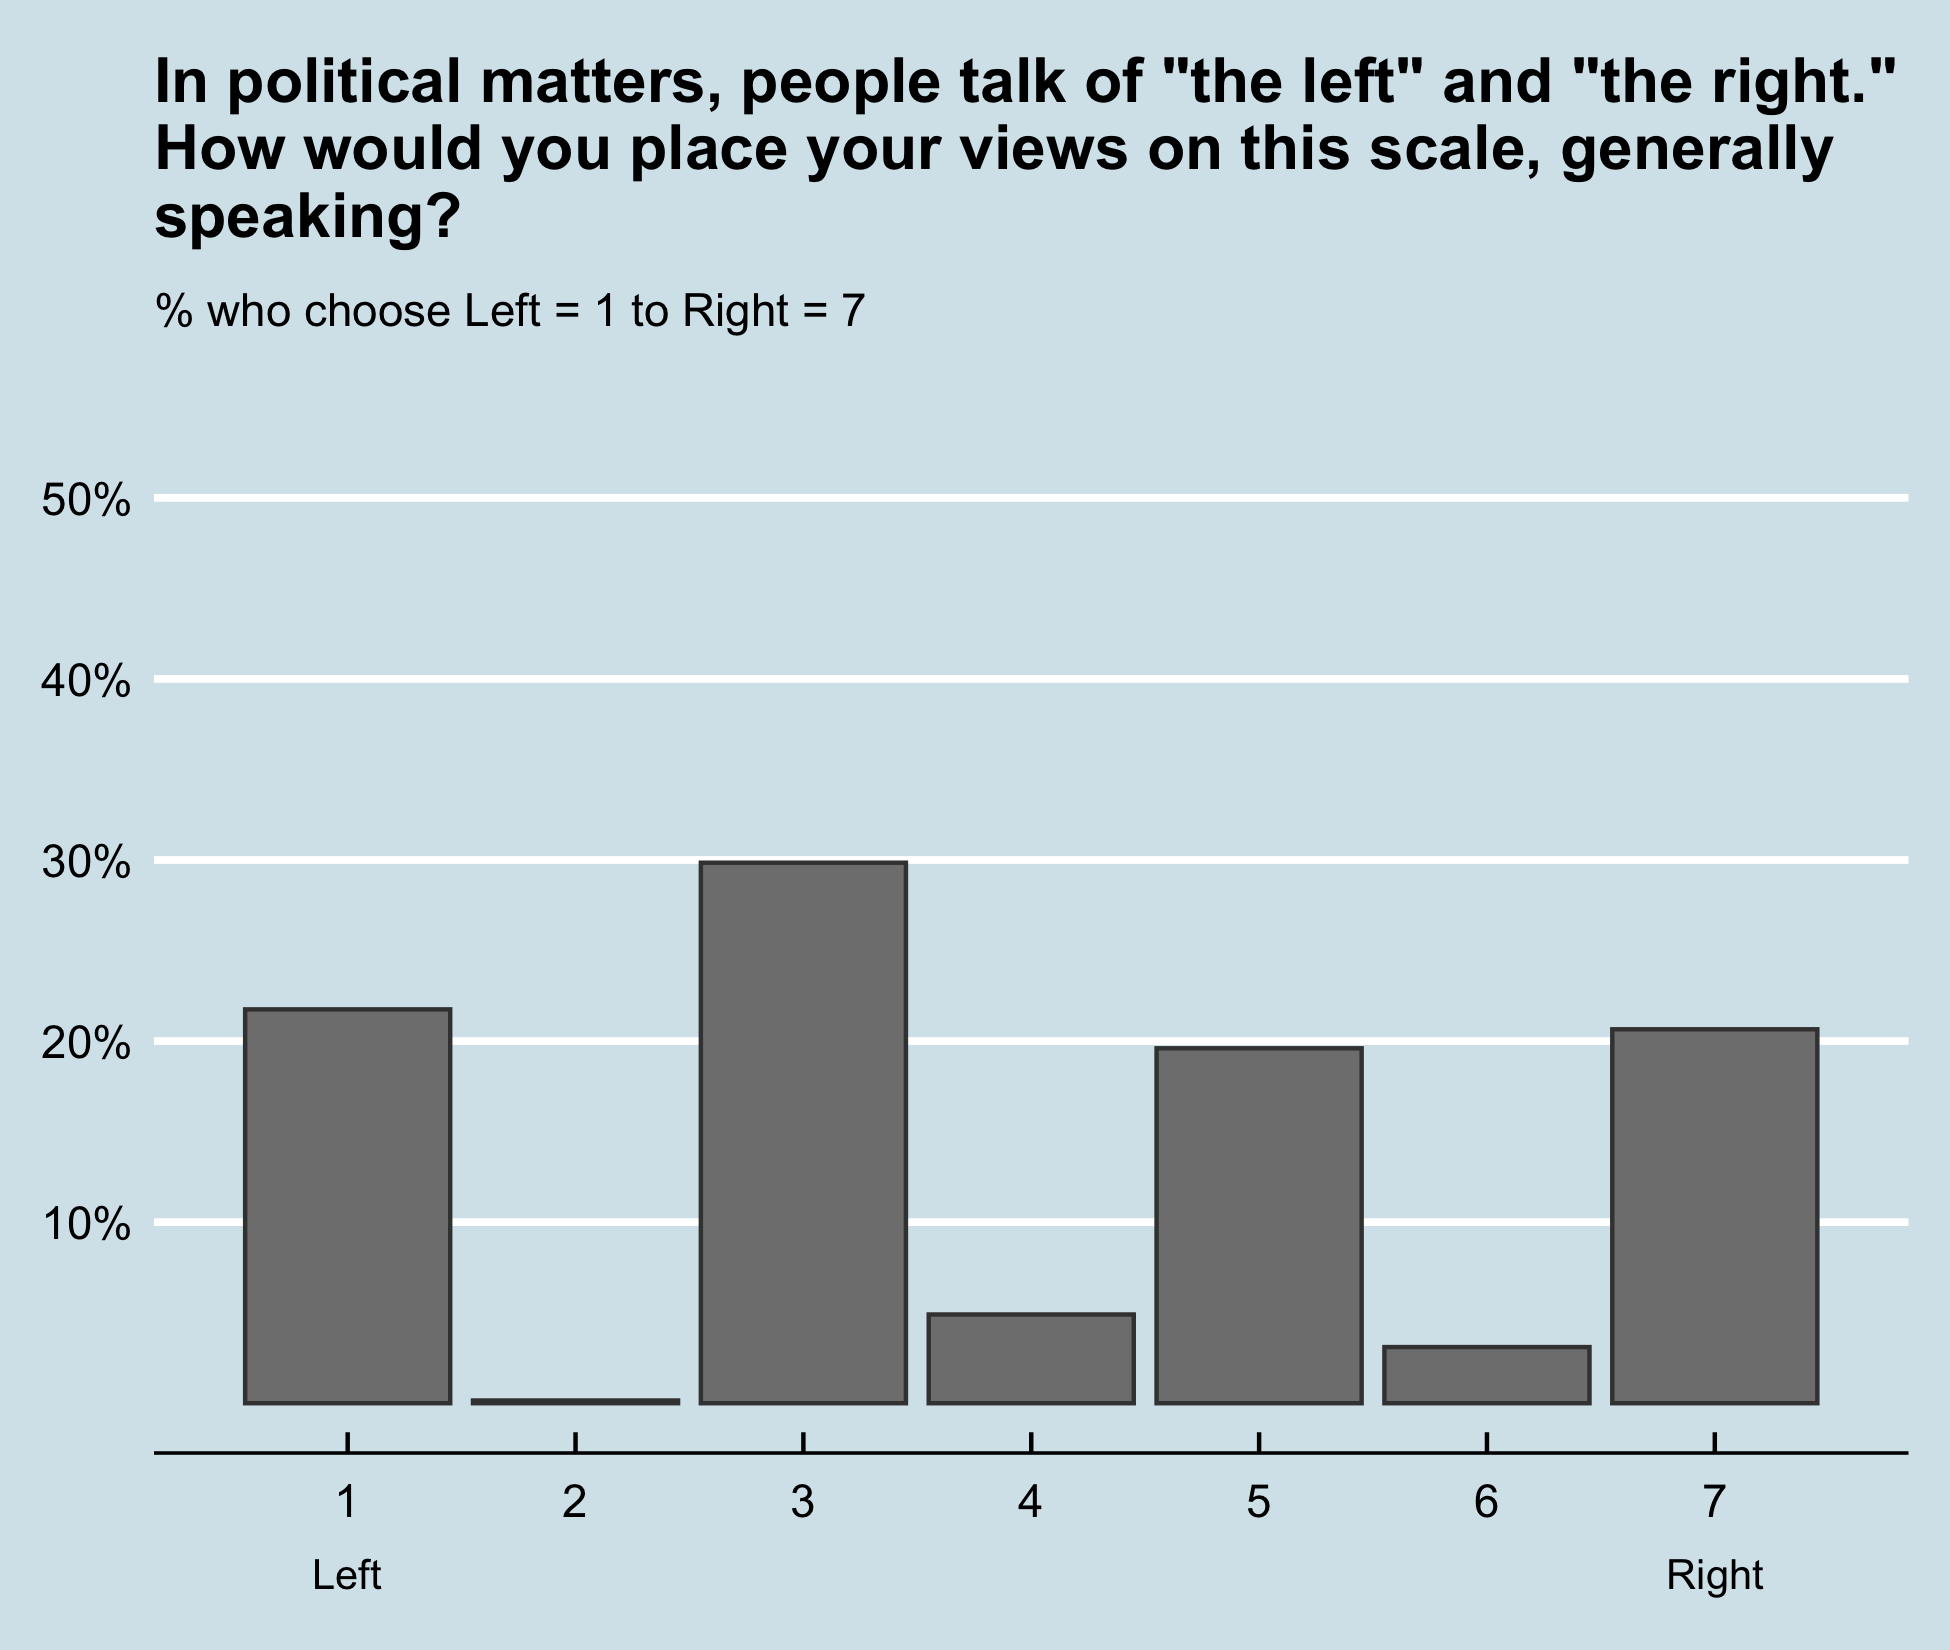 In political matters, people talk of "the left" and "the right."
How would you place your views on this scale, generally
speaking?
% who choose Left = 1 to Right = 7
50%
40%
30%
20%
10%
1 2 3 4 5 6 7
Left Right